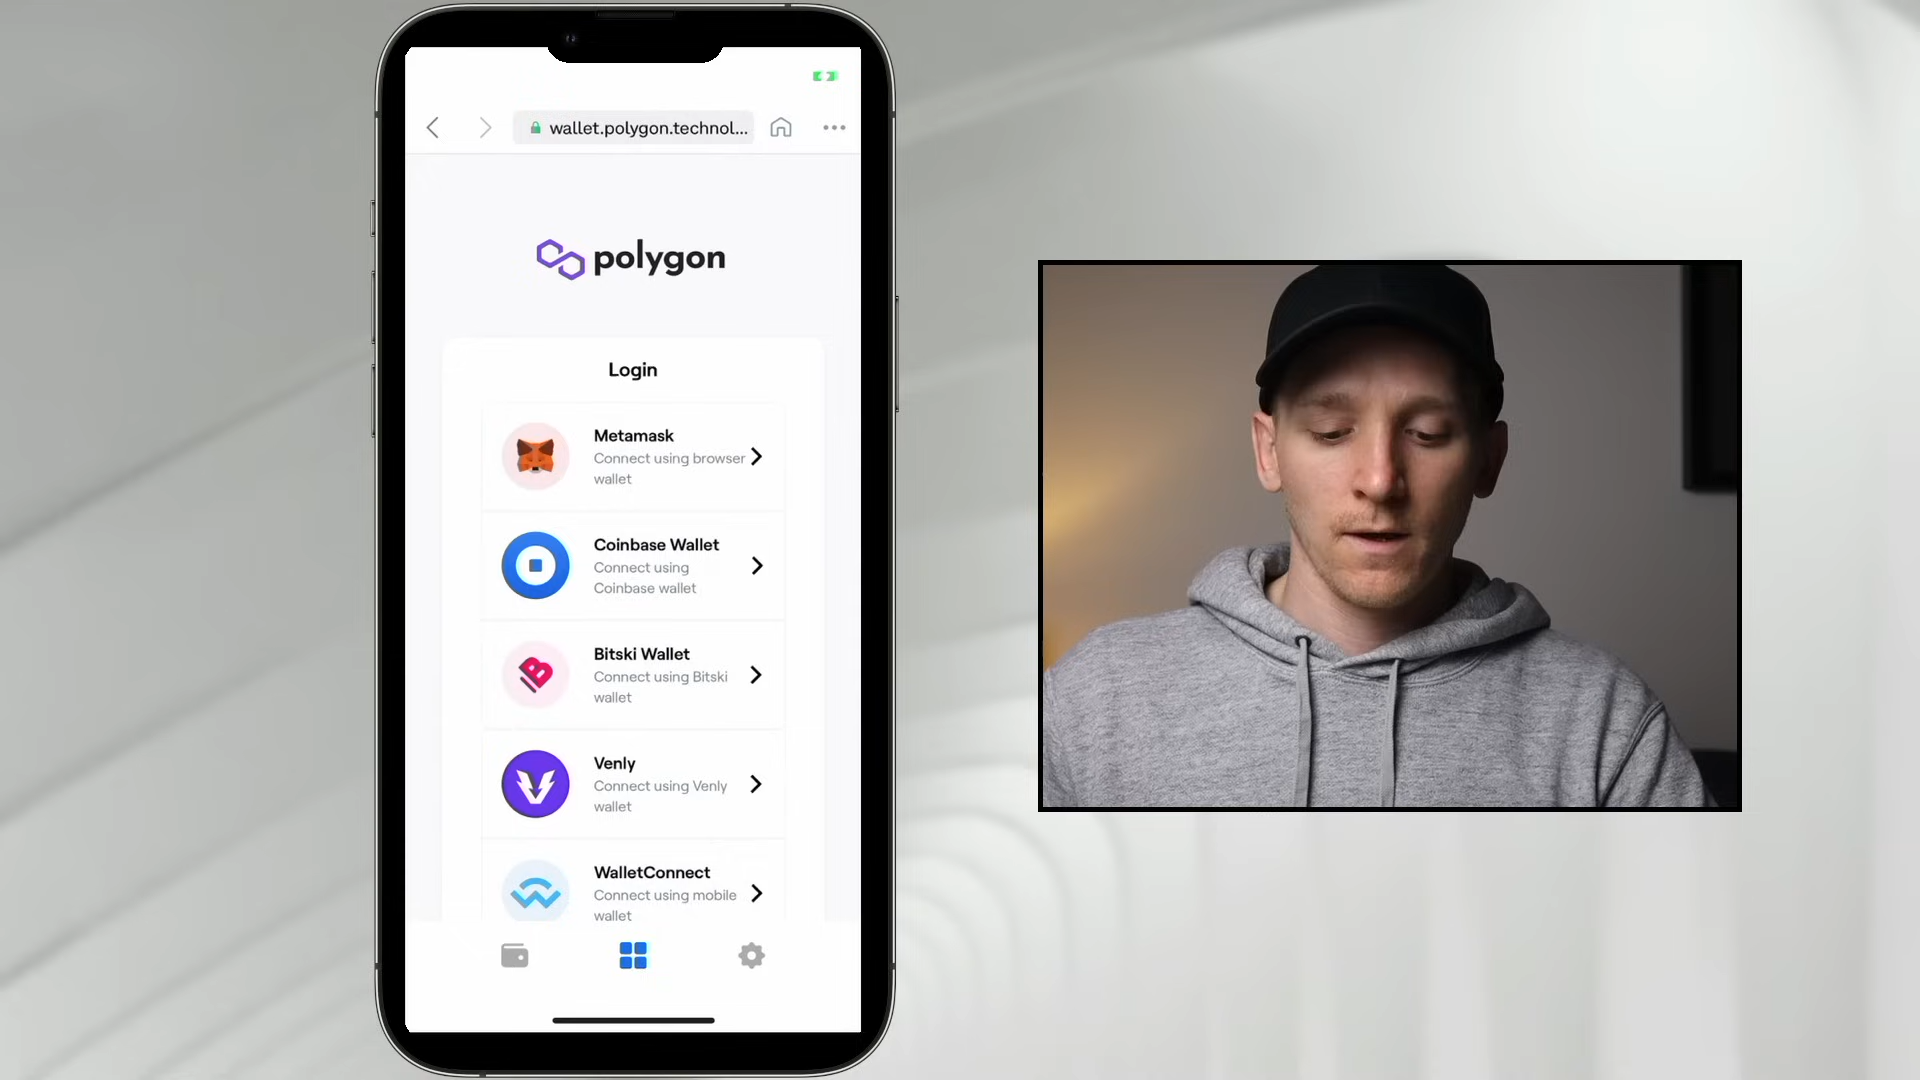 wallet.polygon.technol...
polygon
Login
Metamask
Connect using browser
wallet
Coinbase Wallet
Connect using
Coinbase wallet
Bitski Wallet
Connect using Bitski
wallet
Venly
Connect using Venly
wallet
WalletConnect
Connect using mobile
wallet